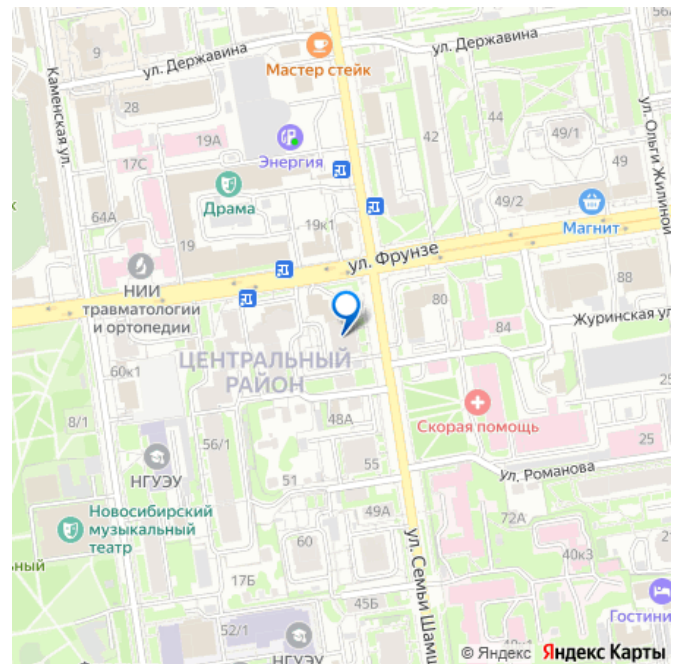 56А
9
ул. Державина
ул. Державина
Мастер стейк
Каменская ул.
28
44
ул. Ольги Жилиной
19А
42
49/1
17С
Энергия
49
Драма
49/2
64А
19к1
Магнит
19
ул. Фрунзе
НИИ
травматологии
и ортопедии
88
80
Журинская ул
84
ЦЕНТРАЛЬНЫЙ
РАЙОН
60к1
25
8/1
48А
Скорая помощь
56/1
25
НГУЭУ
55
51
ул. Романова
Новосибирский
музыкальный
театр
49А
72А
60
ул. Семьи Шамш
40к3
ный
17Б
45Б
Гостини
52/1
НГУЭУ
© Яндекс Яндекс Карты